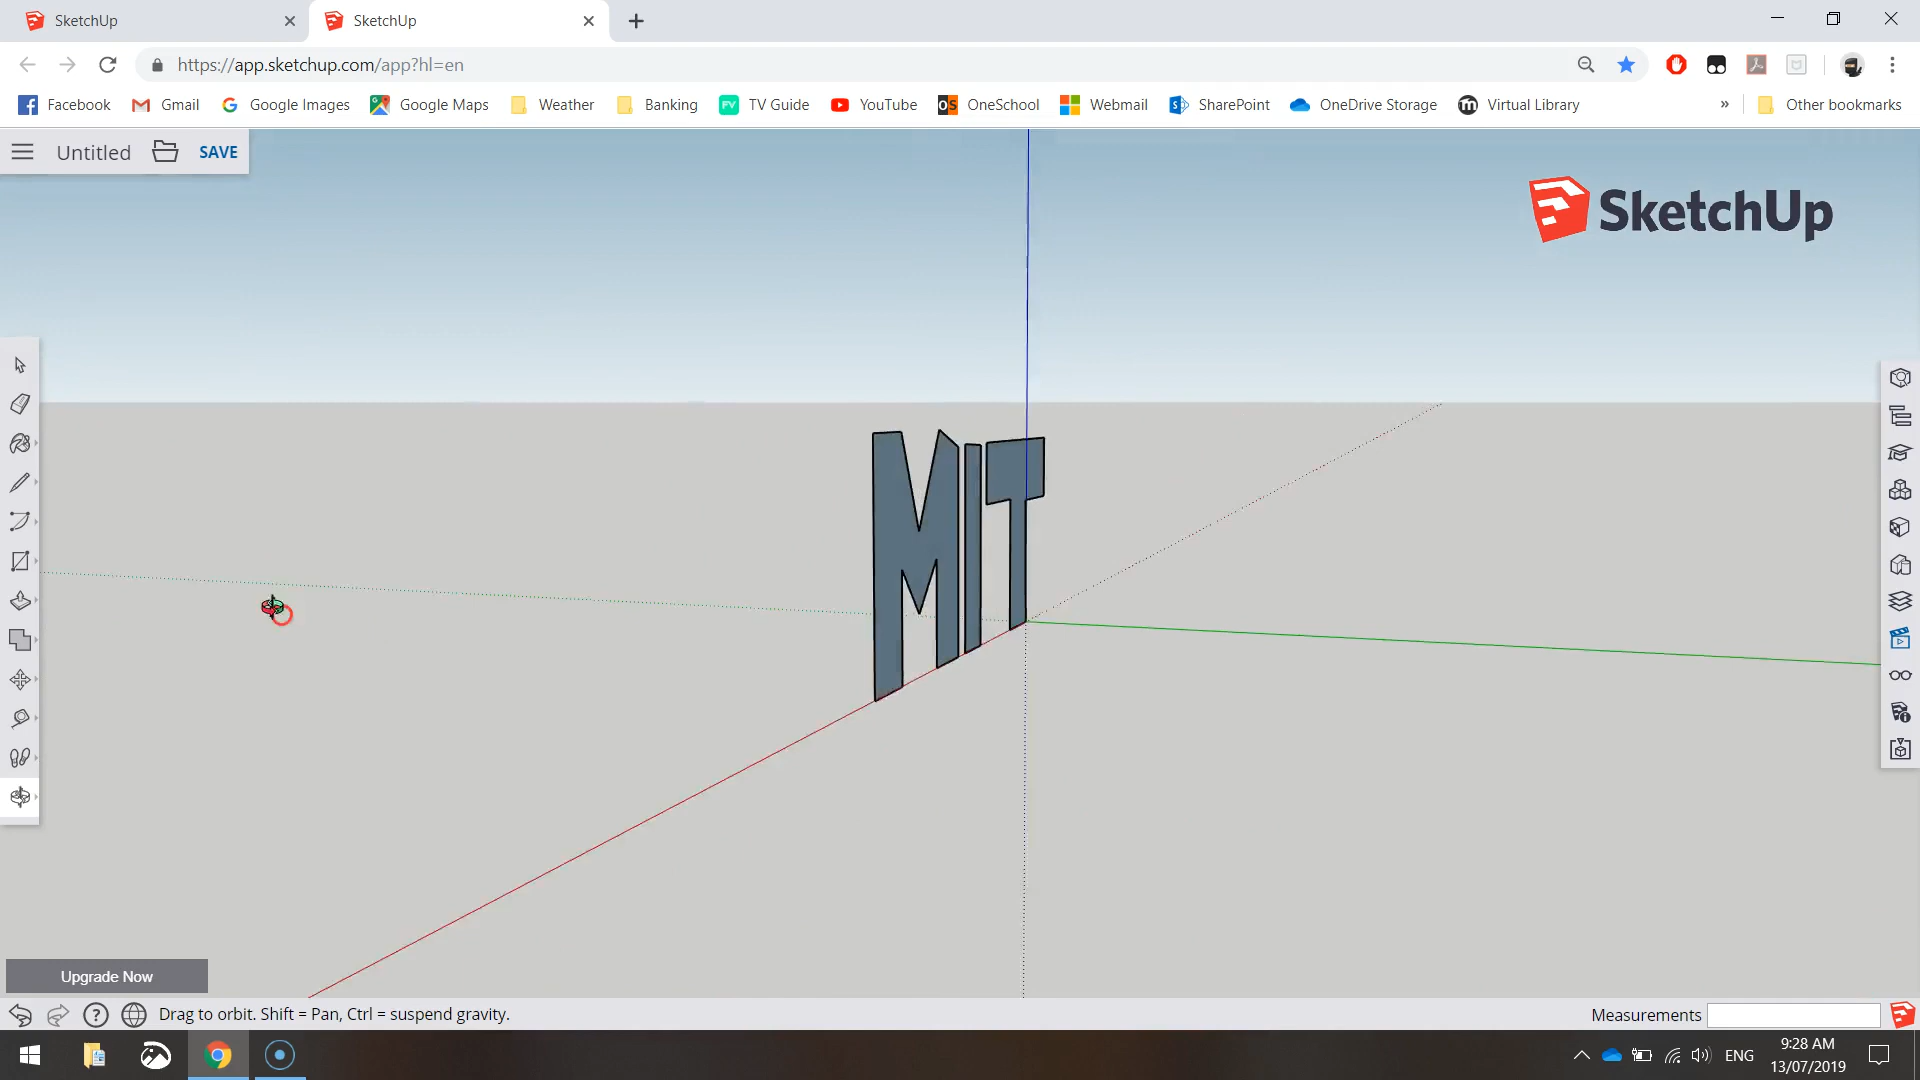 SketchUp
SketchUp
https://app.sketchup.com/app?hl=en
Facebook Gmail Google Images Google Maps Weather Banking TV Guide YouTube OneSchool Webmail SharePoint OneDrive Storage Virtual Library » Other bookmarks
Untitled SAVE
SketchUp
MIT
Upgrade Now
Drag to orbit. Shift = Pan, Ctrl = suspend gravity.
Measurements
ENG
9:28 AM
13/07/2019